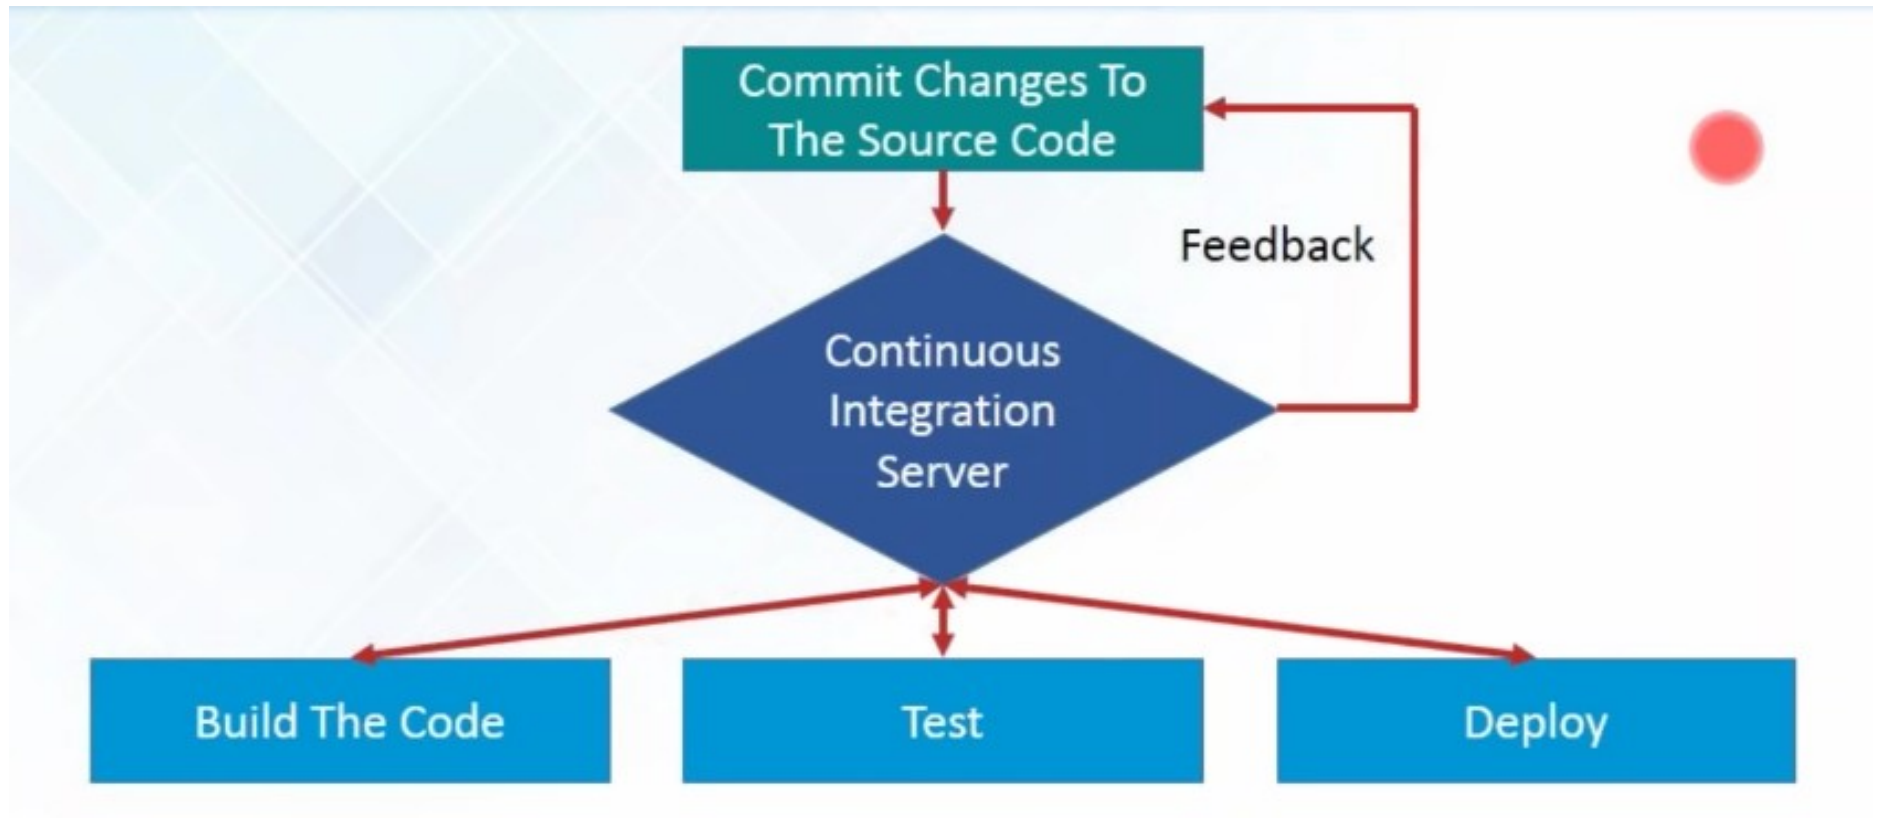 Commit Changes To
The Source Code
Feedback
Continuous
Integration
Server
Build The Code
Test
Deploy